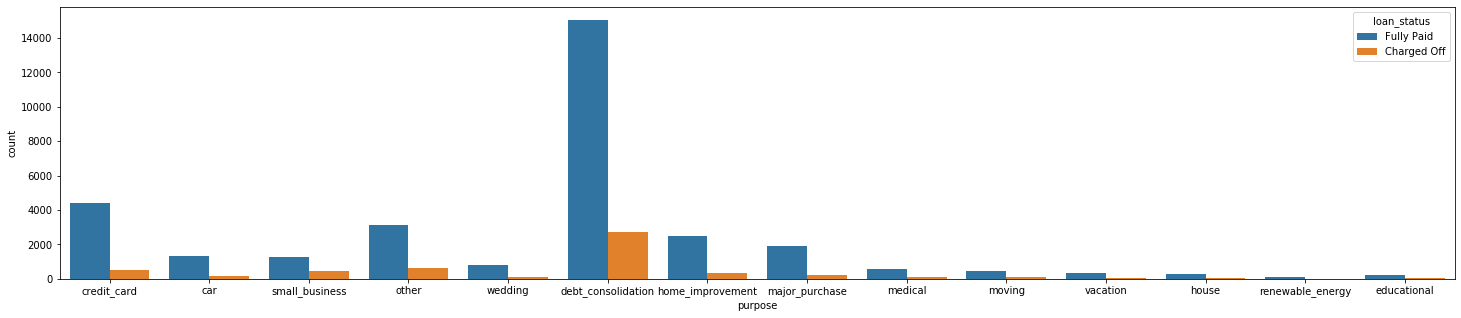 loan_status
Fully Paid
Charged Off
14000
12000
10000
8000
6000
4000
2000
0
count
credit_card car small_business other wedding debt_consolidation home_improvement major_purchase medical moving vacation house renewable_energy educational
purpose